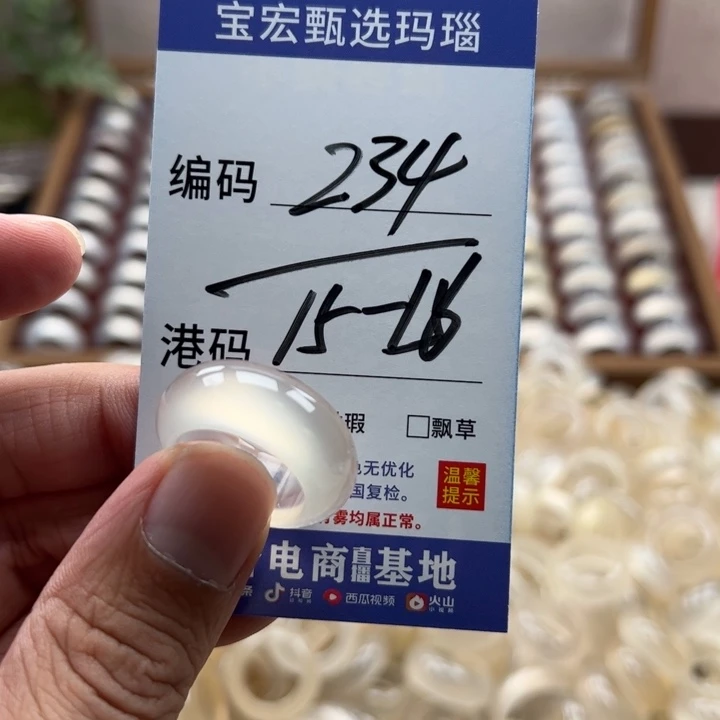 宝宏甄选玛瑙
编码 234
港码 15-16
瑕 □飘草
无优化 温馨
国复检。 提示
雾均属正常。
电商直播基地
条 抖音 西瓜视频 火山